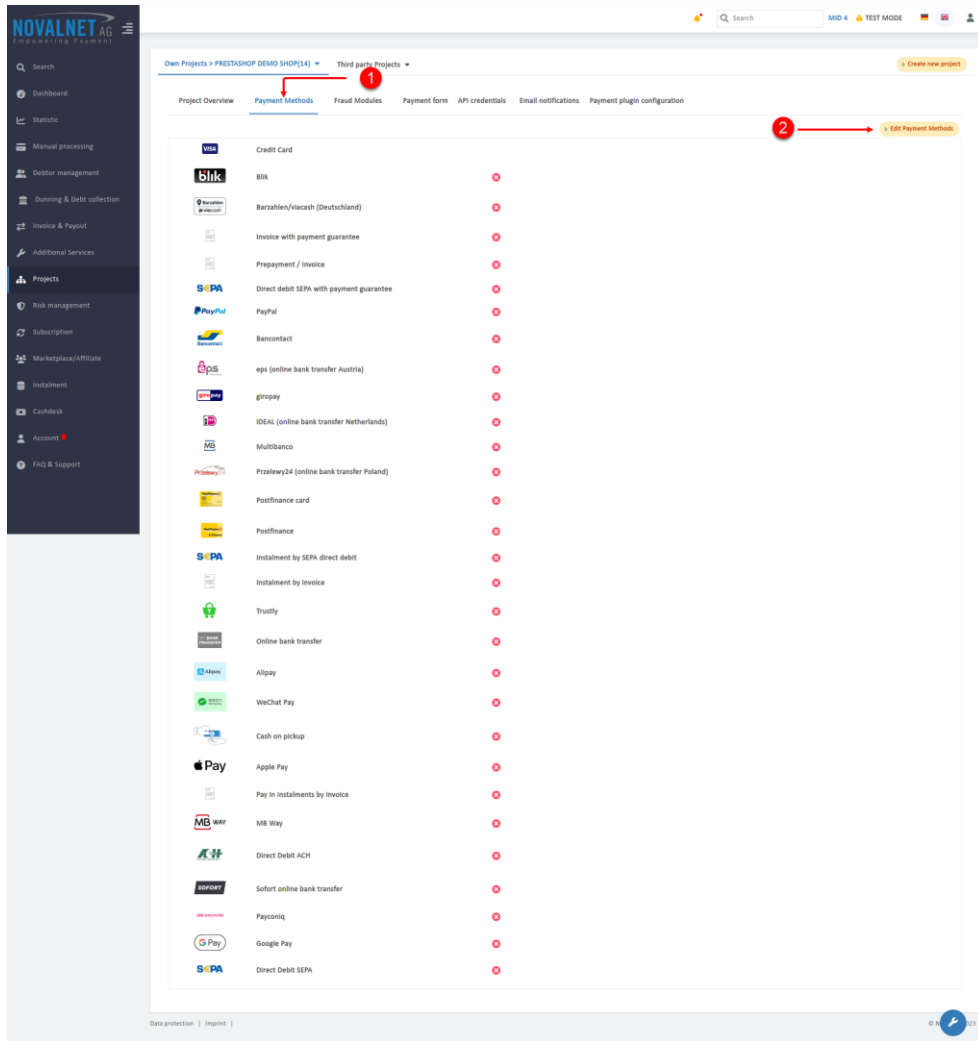 NOVALNET AG
Empowering Payment
Search
MID 4
TEST MODE
Search
Dashboard
Statistic
Manual processing
Debtor management
Dunning & Debt collection
Invoice & Payout
Additional Services
Projects
Risk management
Subscription
Marketplace/Affiliate
Instalment
Cashdesk
Account
FAQ & Support
Own Projects > PRESTASHOP DEMO SHOP(14)
Third party Projects
› Create new project
1
Project Overview
Payment Methods
Fraud Modules
Payment form
API credentials
Email notifications
Payment plugin configuration
2
› Edit Payment Methods
VISA
Credit Card
blik
Blik
Barzahlen
viacash
Barzahlen/viacash (Deutschland)
Invoice with payment guarantee
Prepayment / Invoice
SEPA
Direct debit SEPA with payment guarantee
PayPal
PayPal
Bancontact
Bancontact
eps
eps (online bank transfer Austria)
giropay
giropay
IDEAL (online bank transfer Netherlands)
MB
Multibanco
Przelewy24 (online bank transfer Poland)
Postfinance card
Postfinance
SEPA
Instalment by SEPA direct debit
Instalment by Invoice
Trustly
BANK
TRANSFER
Online bank transfer
Alipay
Alipay
WeChat Pay
Cash on pickup
Pay
Apple Pay
Pay in Instalments by Invoice
MB WAY
MB Way
ACH
Direct Debit ACH
SOFORT
Sofort online bank transfer
payconiq
Payconiq
G Pay
Google Pay
SEPA
Direct Debit SEPA
Data protection | Imprint |